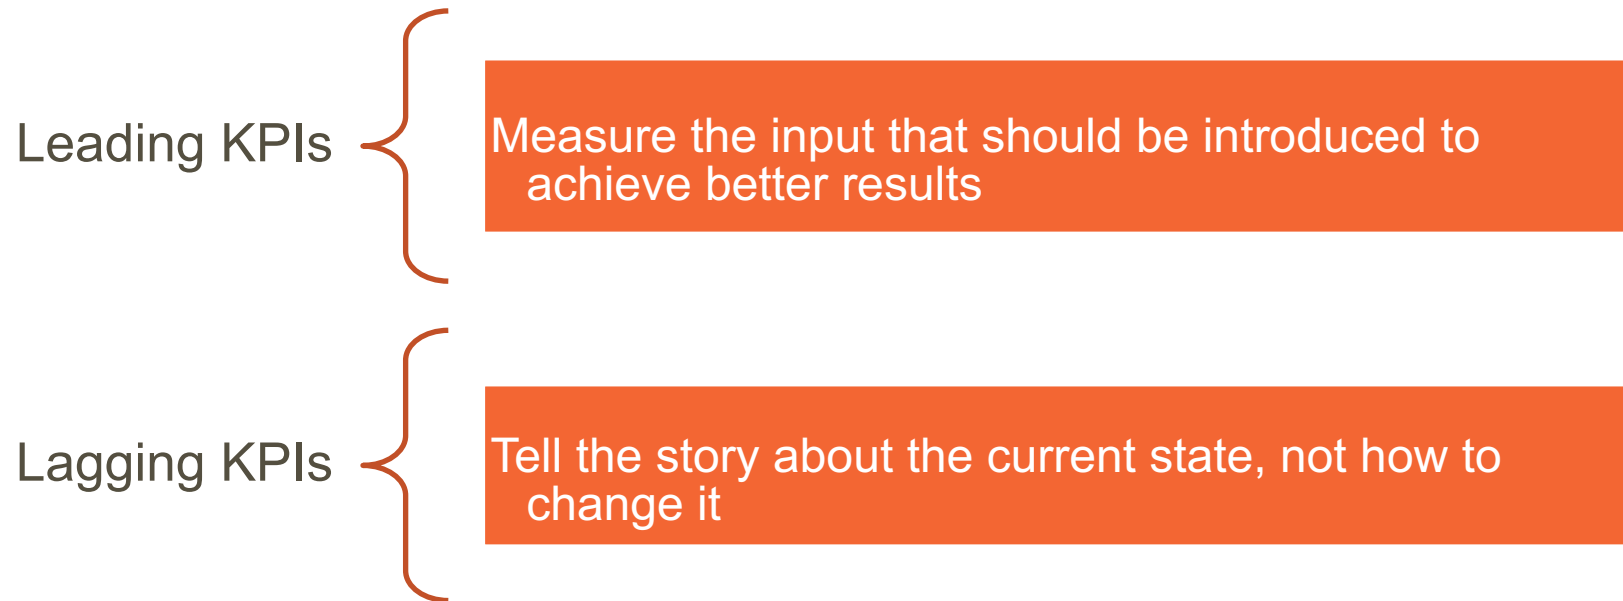 Leading KPIs
Measure the input that should be introduced to
achieve better results
Lagging KPIs
Tell the story about the current state, not how to
change it